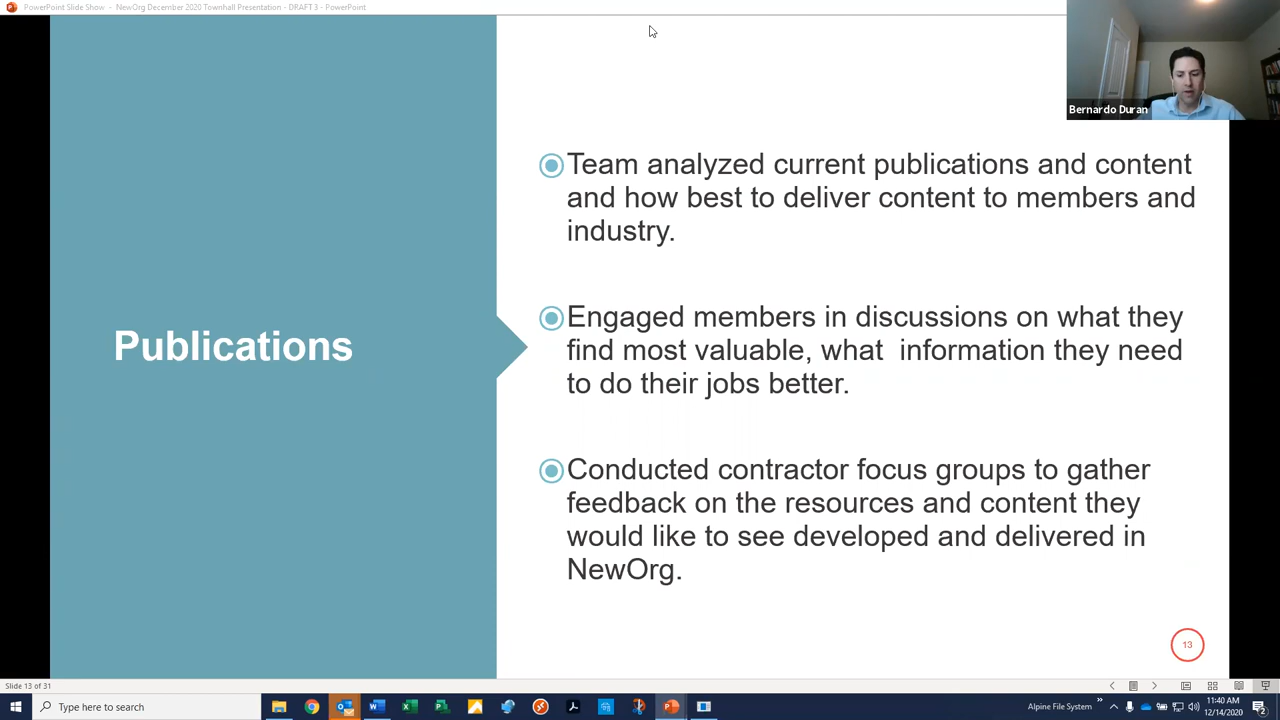 PowerPoint Slide Show - NewOrg December 2020 Townhall Presentation - DRAFT 3 - PowerPoint
Bernardo Duran
Publications
Team analyzed current publications and content
and how best to deliver content to members and
industry.
Engaged members in discussions on what they
find most valuable, what  information they need
to do their jobs better.
Conducted contractor focus groups to gather
feedback on the resources and content they
would like to see developed and delivered in
NewOrg.
13
Slide 13 of 31
Type here to search
Alpine File System
11:40 AM
12/14/2020
2